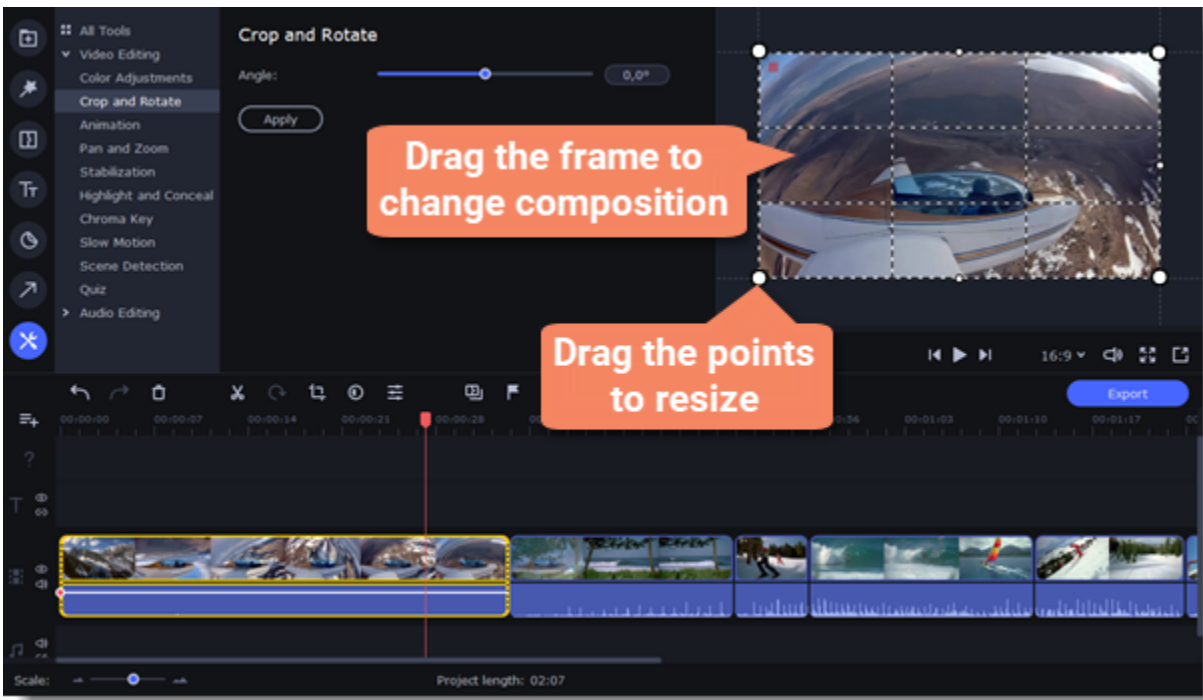 All Tools
Video Editing
Color Adjustments
Crop and Rotate
Animation
Pan and Zoom
Stabilization
Highlight and Conceal
Chroma Key
Slow Motion
Scene Detection
Quiz
Audio Editing
Crop and Rotate
Angle:
0,0°
Apply
Drag the frame to
change composition
Drag the points
to resize
16:9
Export
00:00:00
00:00:07
00:00:14
00:00:21
00:00:28
00:01:03
00:01:10
00:01:17
Scale:
Project length: 02:07